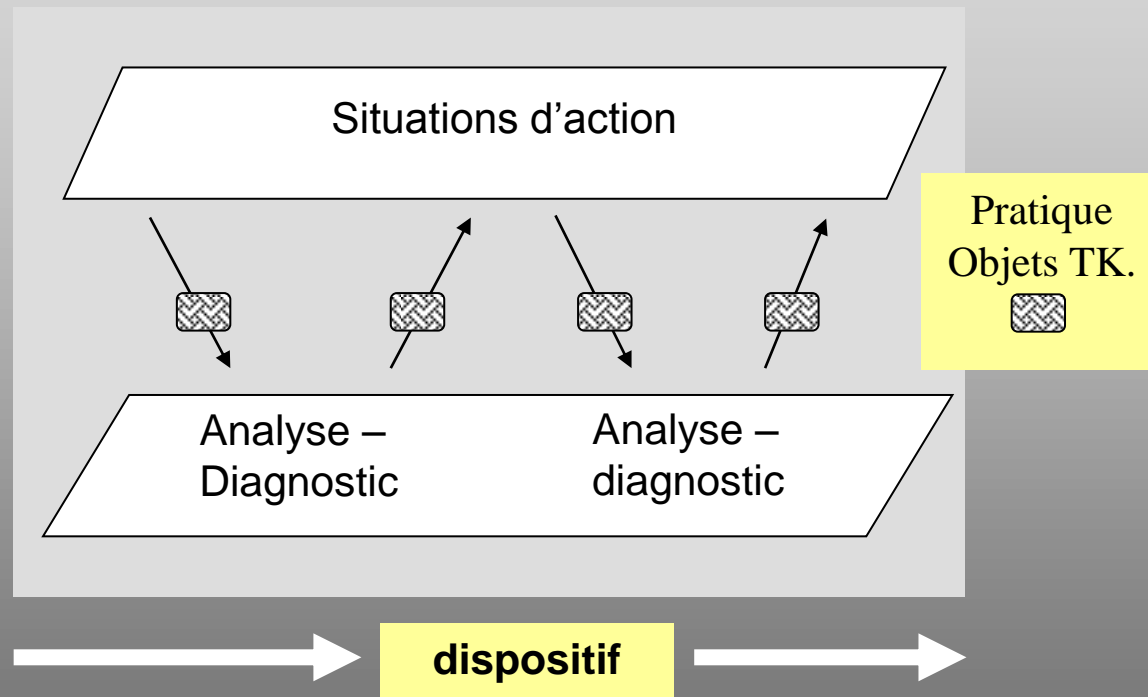 Situations d’action
Pratique
Objets TK.
Analyse –
Diagnostic
Analyse –
diagnostic
dispositif